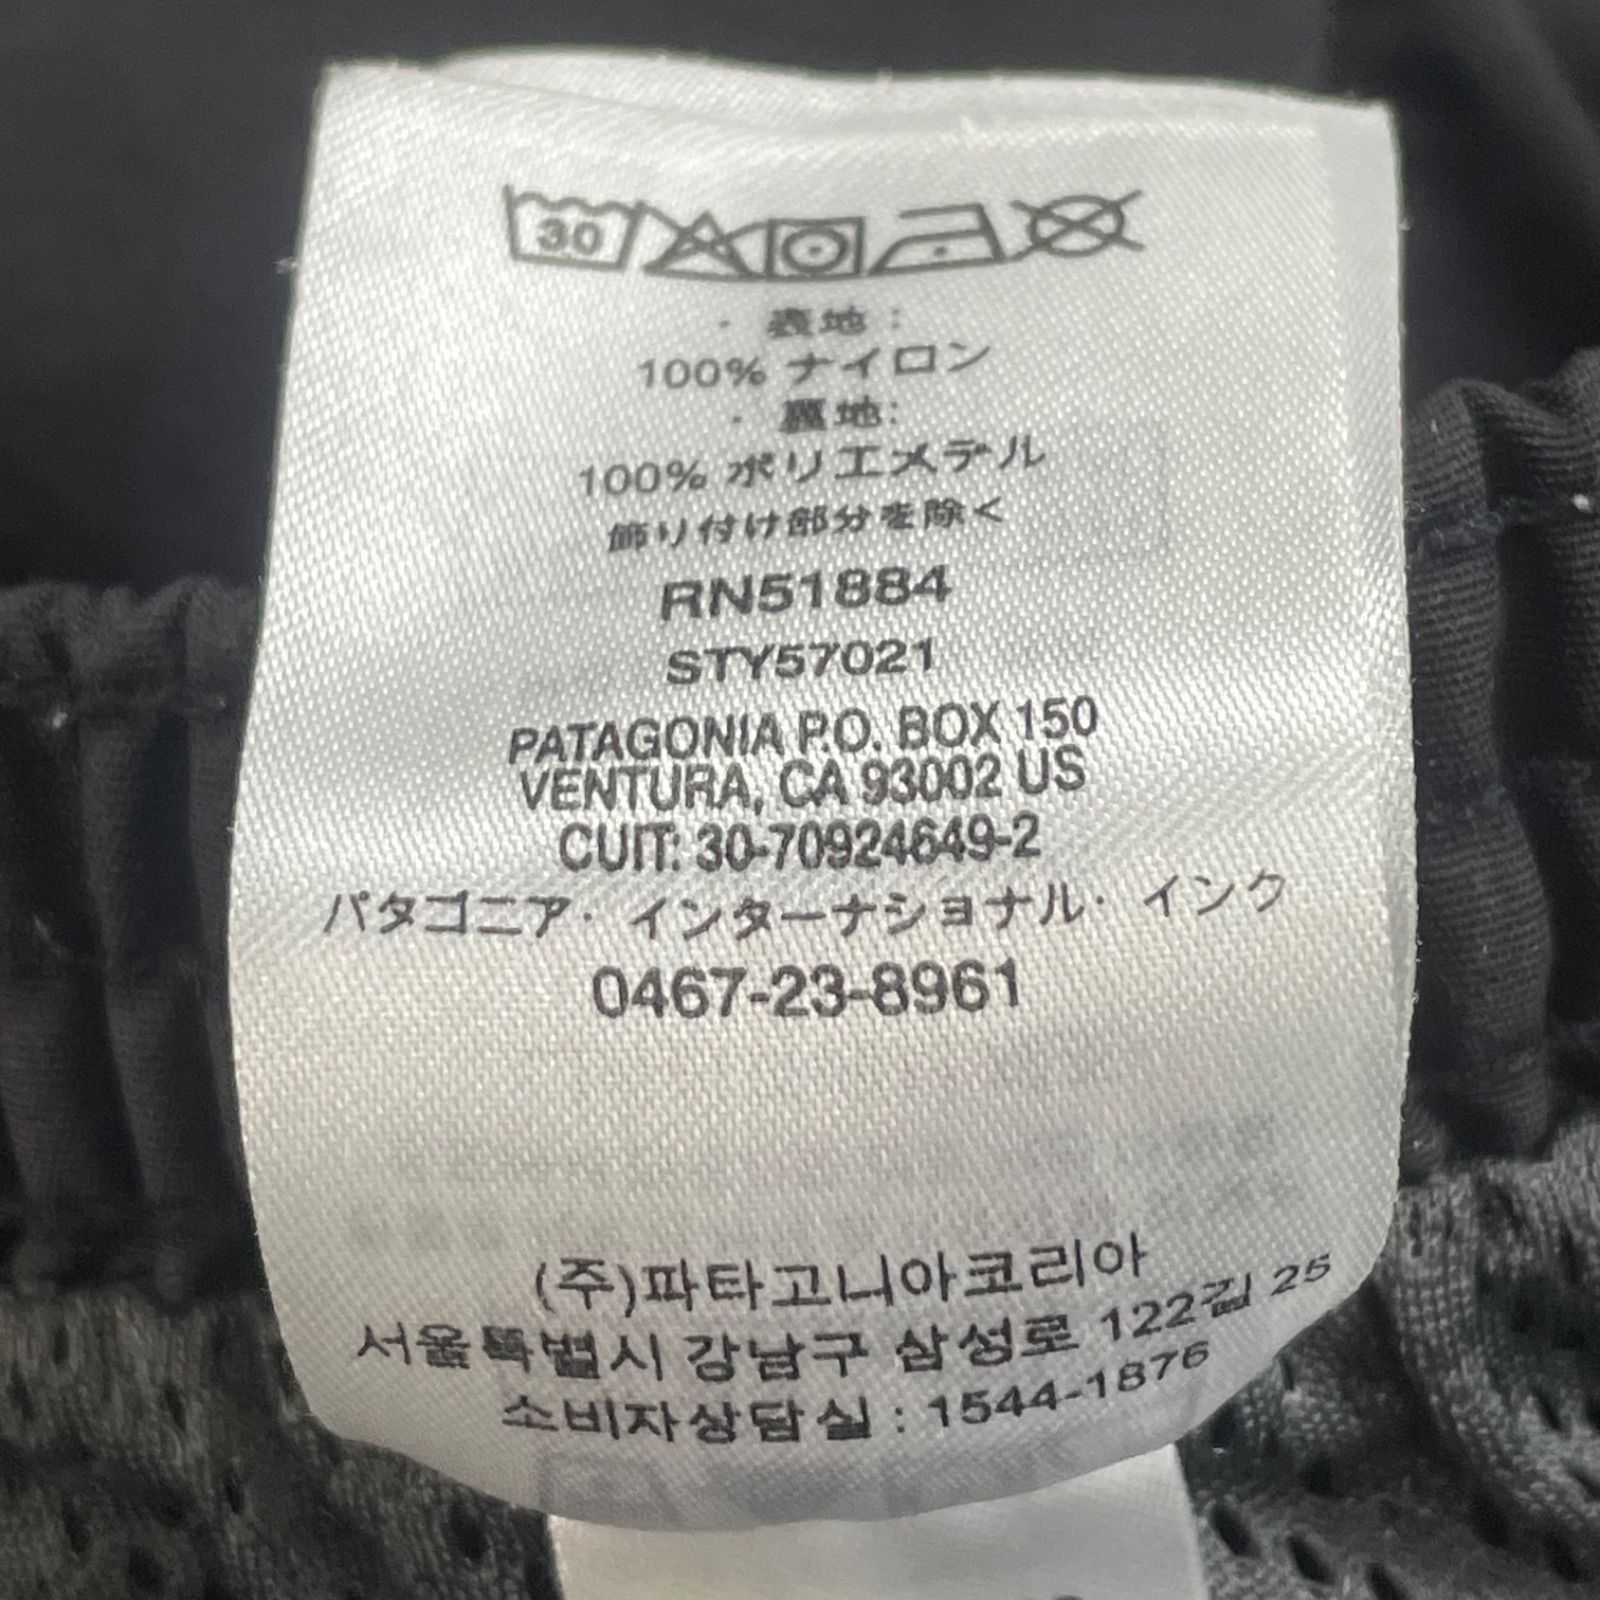 30
・ 表地:
100% ナイロン
・ 裏地:
100% ポリエステル
飾り付け部分を除く
RN51884
STY57021
PATAGONIA P.O. BOX 150
VENTURA, CA 93002 US
CUIT: 30-70924649-2
パタゴニア・インターナショナル・インク
0467-23-8961
(주)파타고니아코리아
서울특별시 강남구 삼성로 122길 25
소비자상담실 : 1544-1876